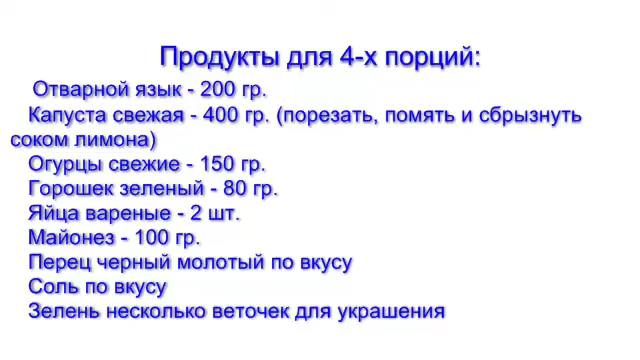 Продукты для 4-х порций:
Отварной язык - 200 гр.
Капуста свежая - 400 гр. (порезать, помять и сбрызнуть
соком лимона)
Огурцы свежие - 150 гр.
Горошек зеленый - 80 гр.
Яйца вареные - 2 шт.
Майонез - 100 гр.
Перец черный молотый по вкусу
Соль по вкусу
Зелень несколько веточек для украшения